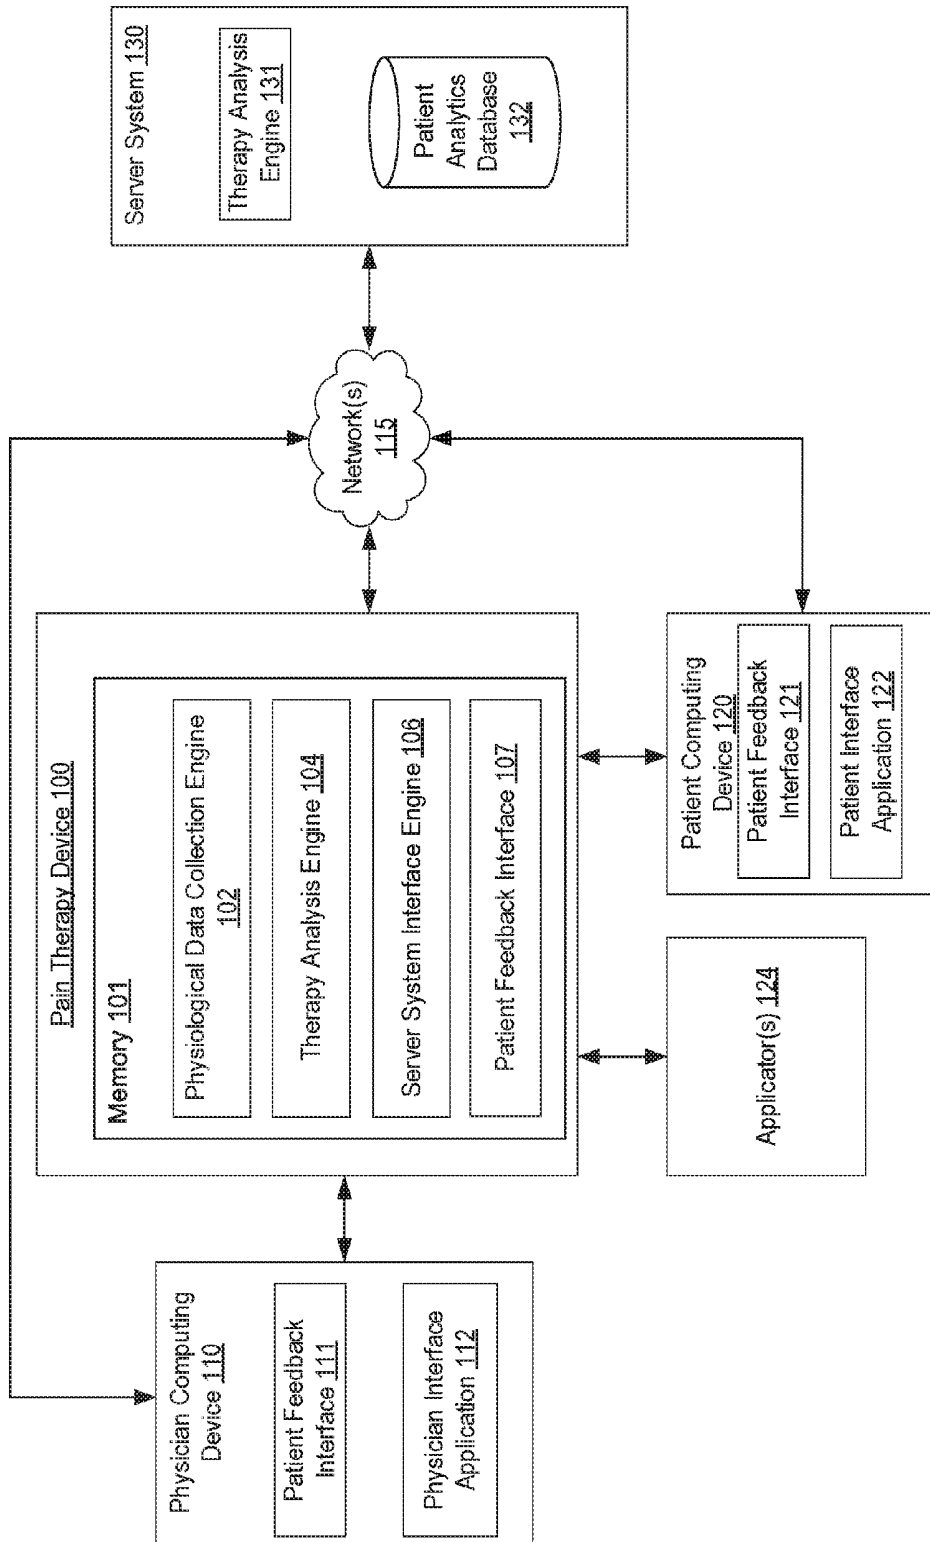 Physician Computing
Device 110
Patient Feedback
Interface 111
Physician Interface
Application 112
Pain Therapy Device 100
Memory 101
Physiological Data Collection Engine
102
Therapy Analysis Engine 104
Server System Interface Engine 106
Patient Feedback Interface 107
Applicator(s) 124
Patient Computing
Device 120
Patient Feedback
Interface 121
Patient Interface
Application 122
Network(s)
115
Server System 130
Therapy Analysis
Engine 131
Patient
Analytics
Database
132